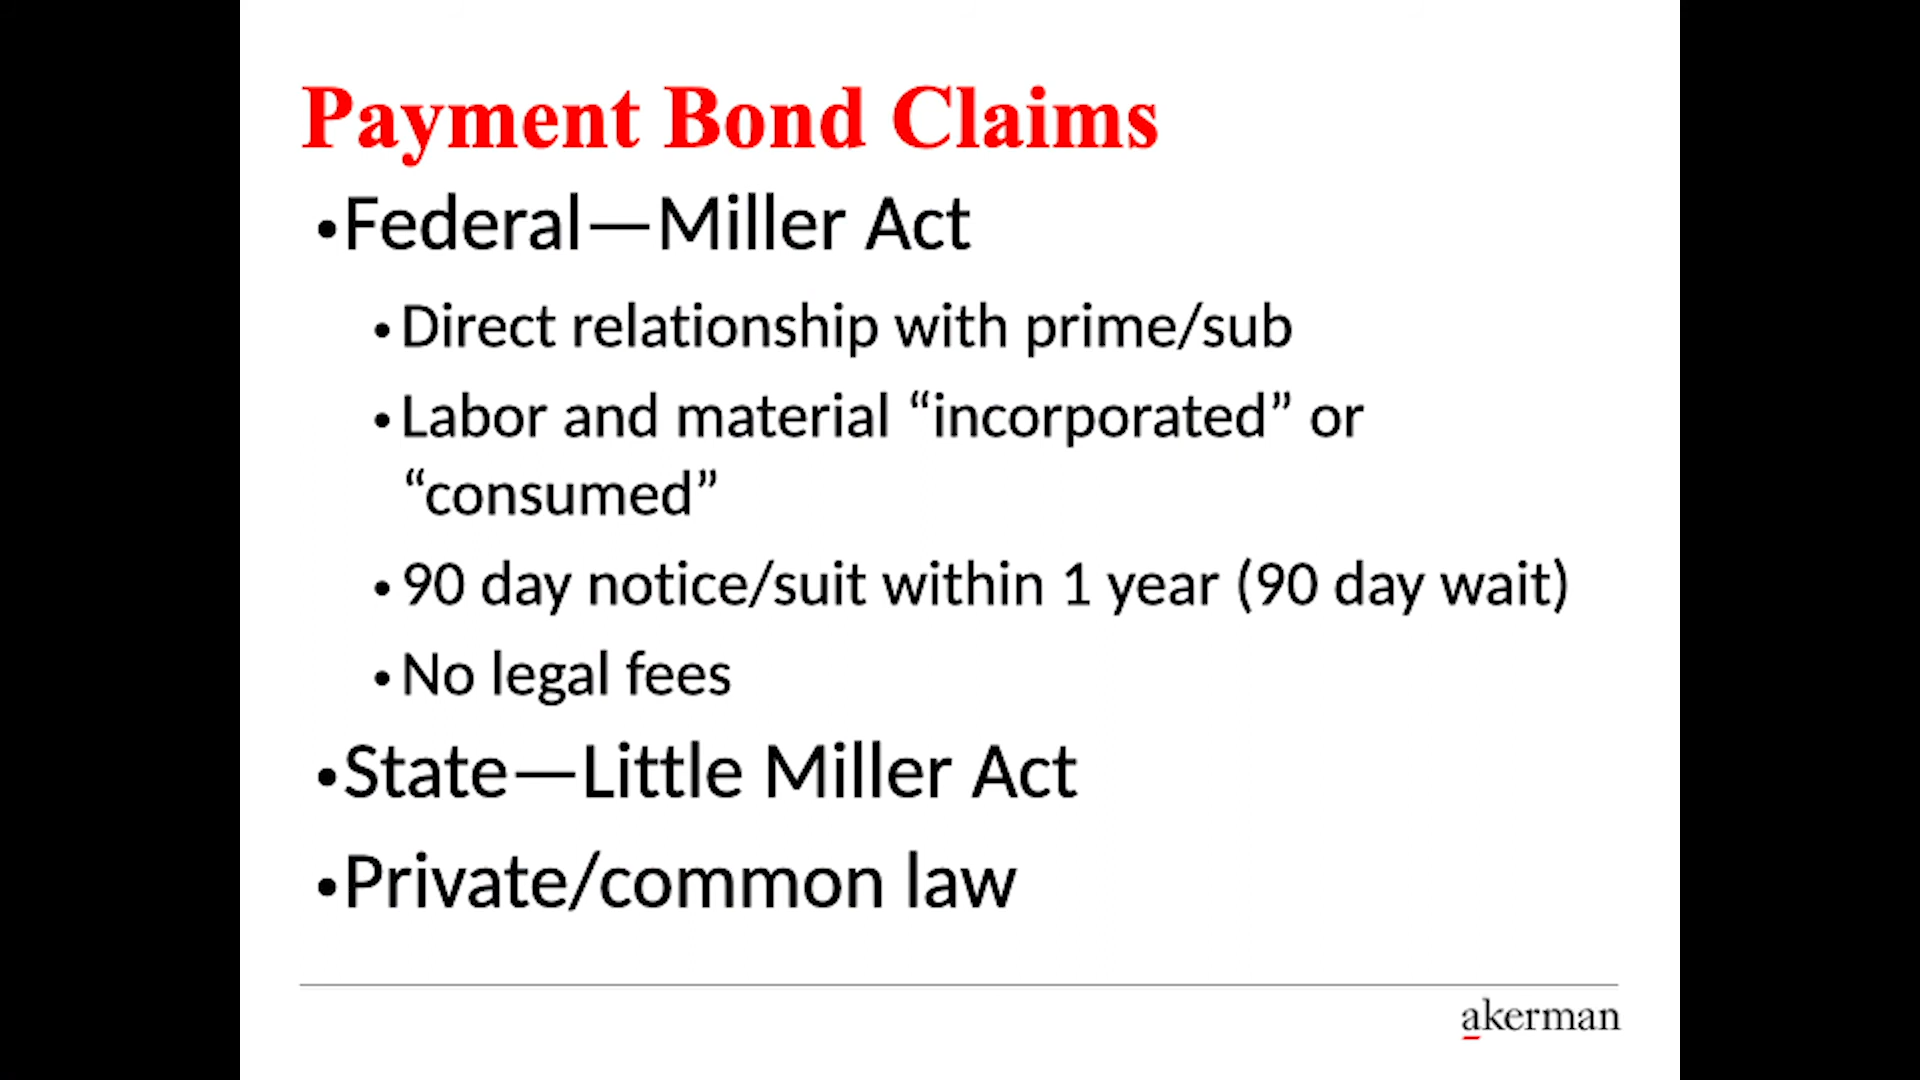 Payment Bond Claims
•Federal—Miller Act
•Direct relationship with prime/sub
•Labor and material “incorporated” or
“consumed”
•90 day notice/suit within 1 year (90 day wait)
•No legal fees
•State—Little Miller Act
•Private/common law
akerman